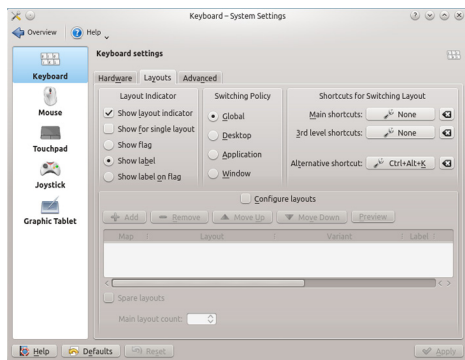 Keyboard – System Settings
Overview Help
Keyboard settings
Keyboard
Mouse
Touchpad
Joystick
Graphic Tablet
Hardware Layouts Advanced
Layout Indicator
Show layout indicator
Show for single layout
Show flag
Show label
Show label on flag
Switching Policy
Global
Desktop
Application
Window
Shortcuts for Switching Layout
Main shortcuts: None
3rd level shortcuts: None
Alternative shortcut: Ctrl+Alt+K
Configure layouts
Add Remove Move Up Move Down Preview
Map Layout Variant Label
Spare layouts
Main layout count:
Help Defaults Reset Apply